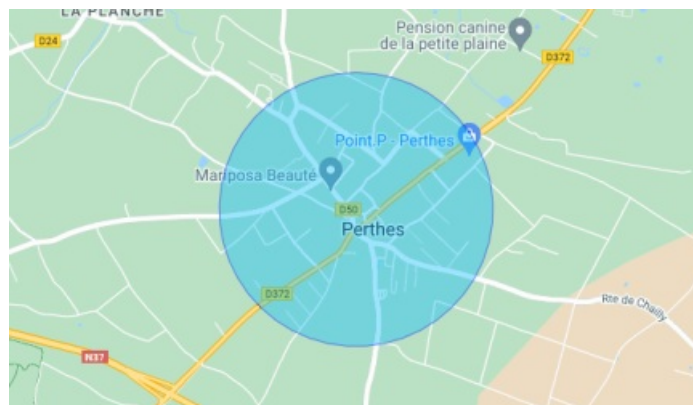 LA PLANCHE
D24
Pension canine
de la petite plaine
D372
Point.P - Perthes
Mariposa Beauté
D50
Perthes
D372
Rte de Chailly
N37